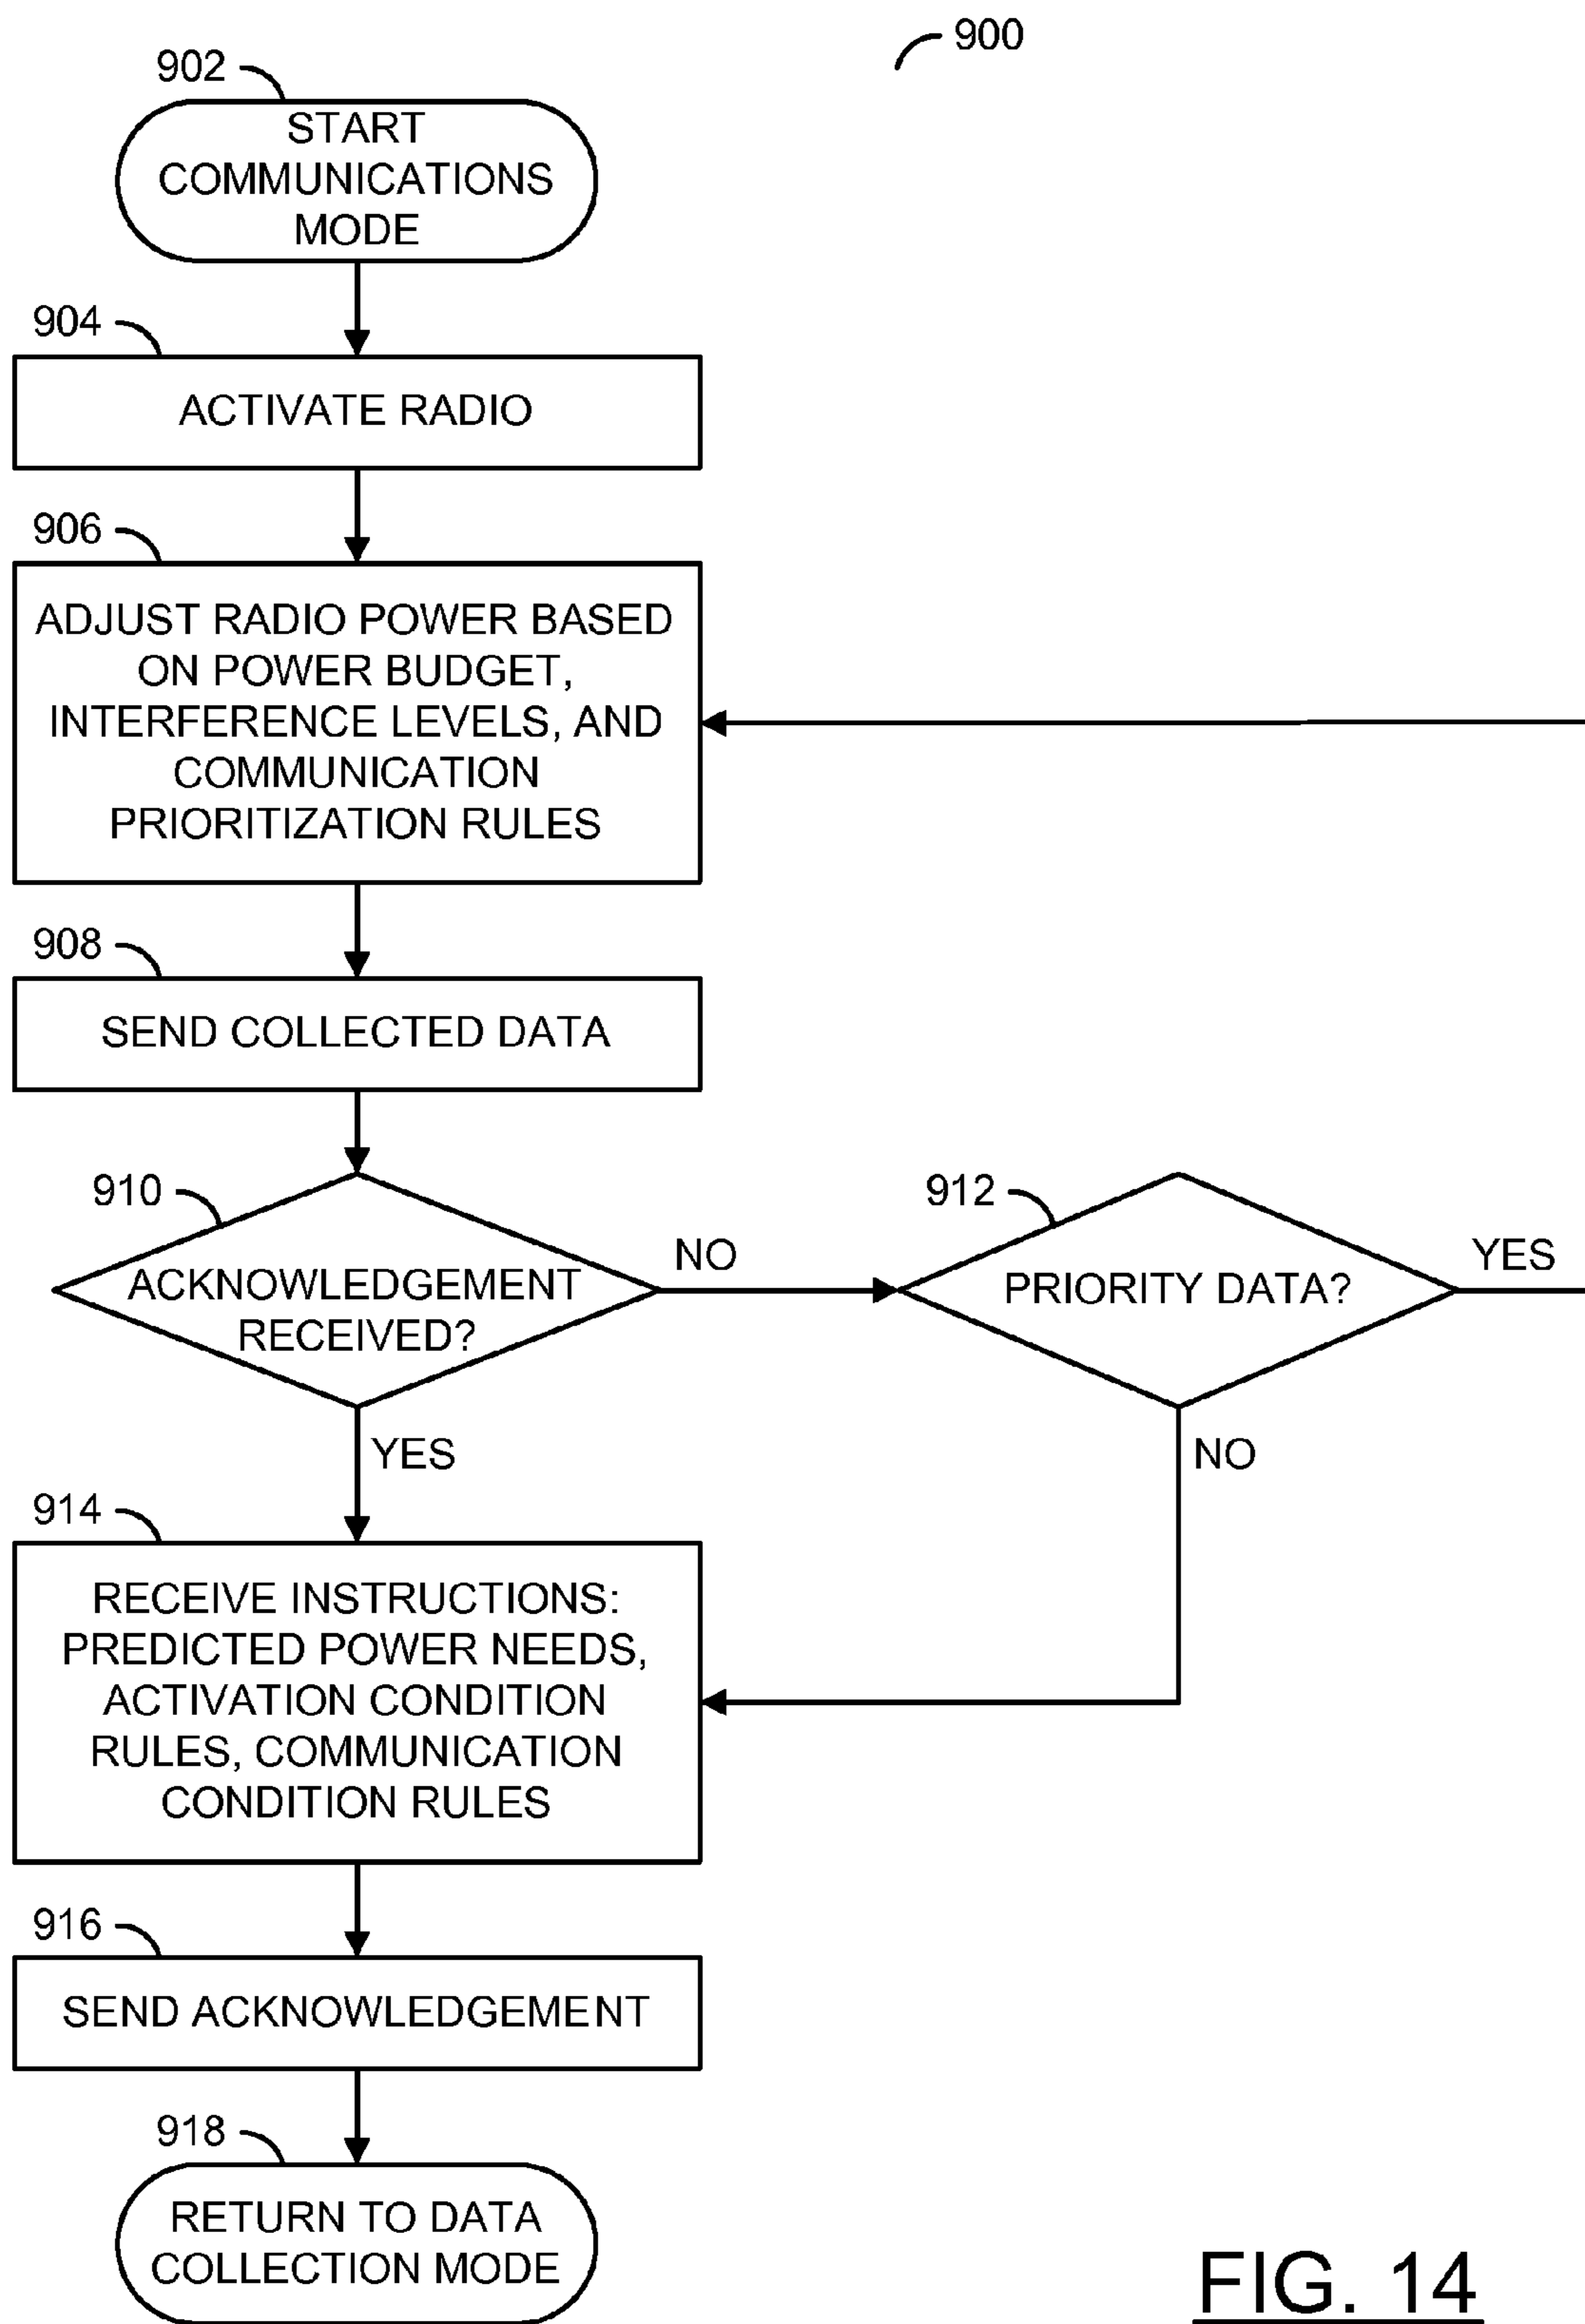 900
902
START
COMMUNICATIONS
MODE
904
ACTIVATE RADIO
906
ADJUST RADIO POWER BASED
ON POWER BUDGET,
INTERFERENCE LEVELS, AND
COMMUNICATION
PRIORITIZATION RULES
908
SEND COLLECTED DATA
910
ACKNOWLEDGEMENT
RECEIVED?
NO
912
PRIORITY DATA?
YES
YES
NO
914
RECEIVE INSTRUCTIONS:
PREDICTED POWER NEEDS,
ACTIVATION CONDITION
RULES, COMMUNICATION
CONDITION RULES
916
SEND ACKNOWLEDGEMENT
918
RETURN TO DATA
COLLECTION MODE
FIG. 14